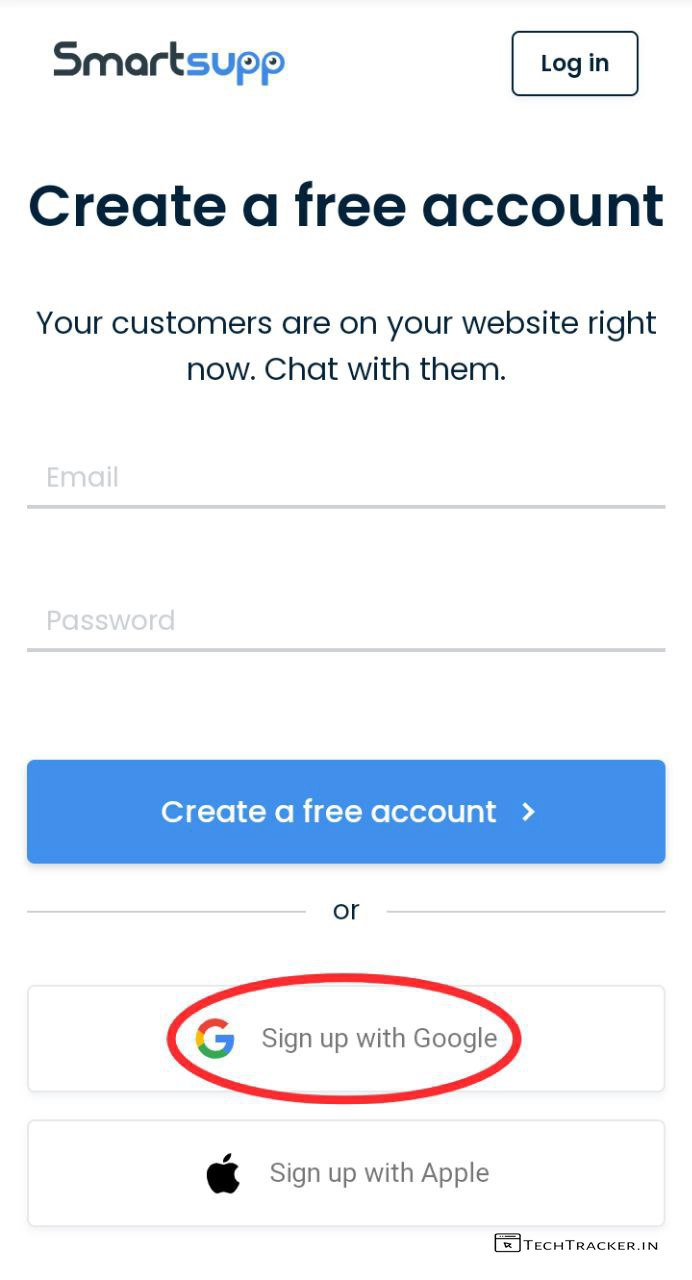 Smartsupp
Log in
Create a free account
Your customers are on your website right
now. Chat with them.
Email
Password
Create a free account
or
Sign up with Google
Sign up with Apple
TECHTRACKER.IN